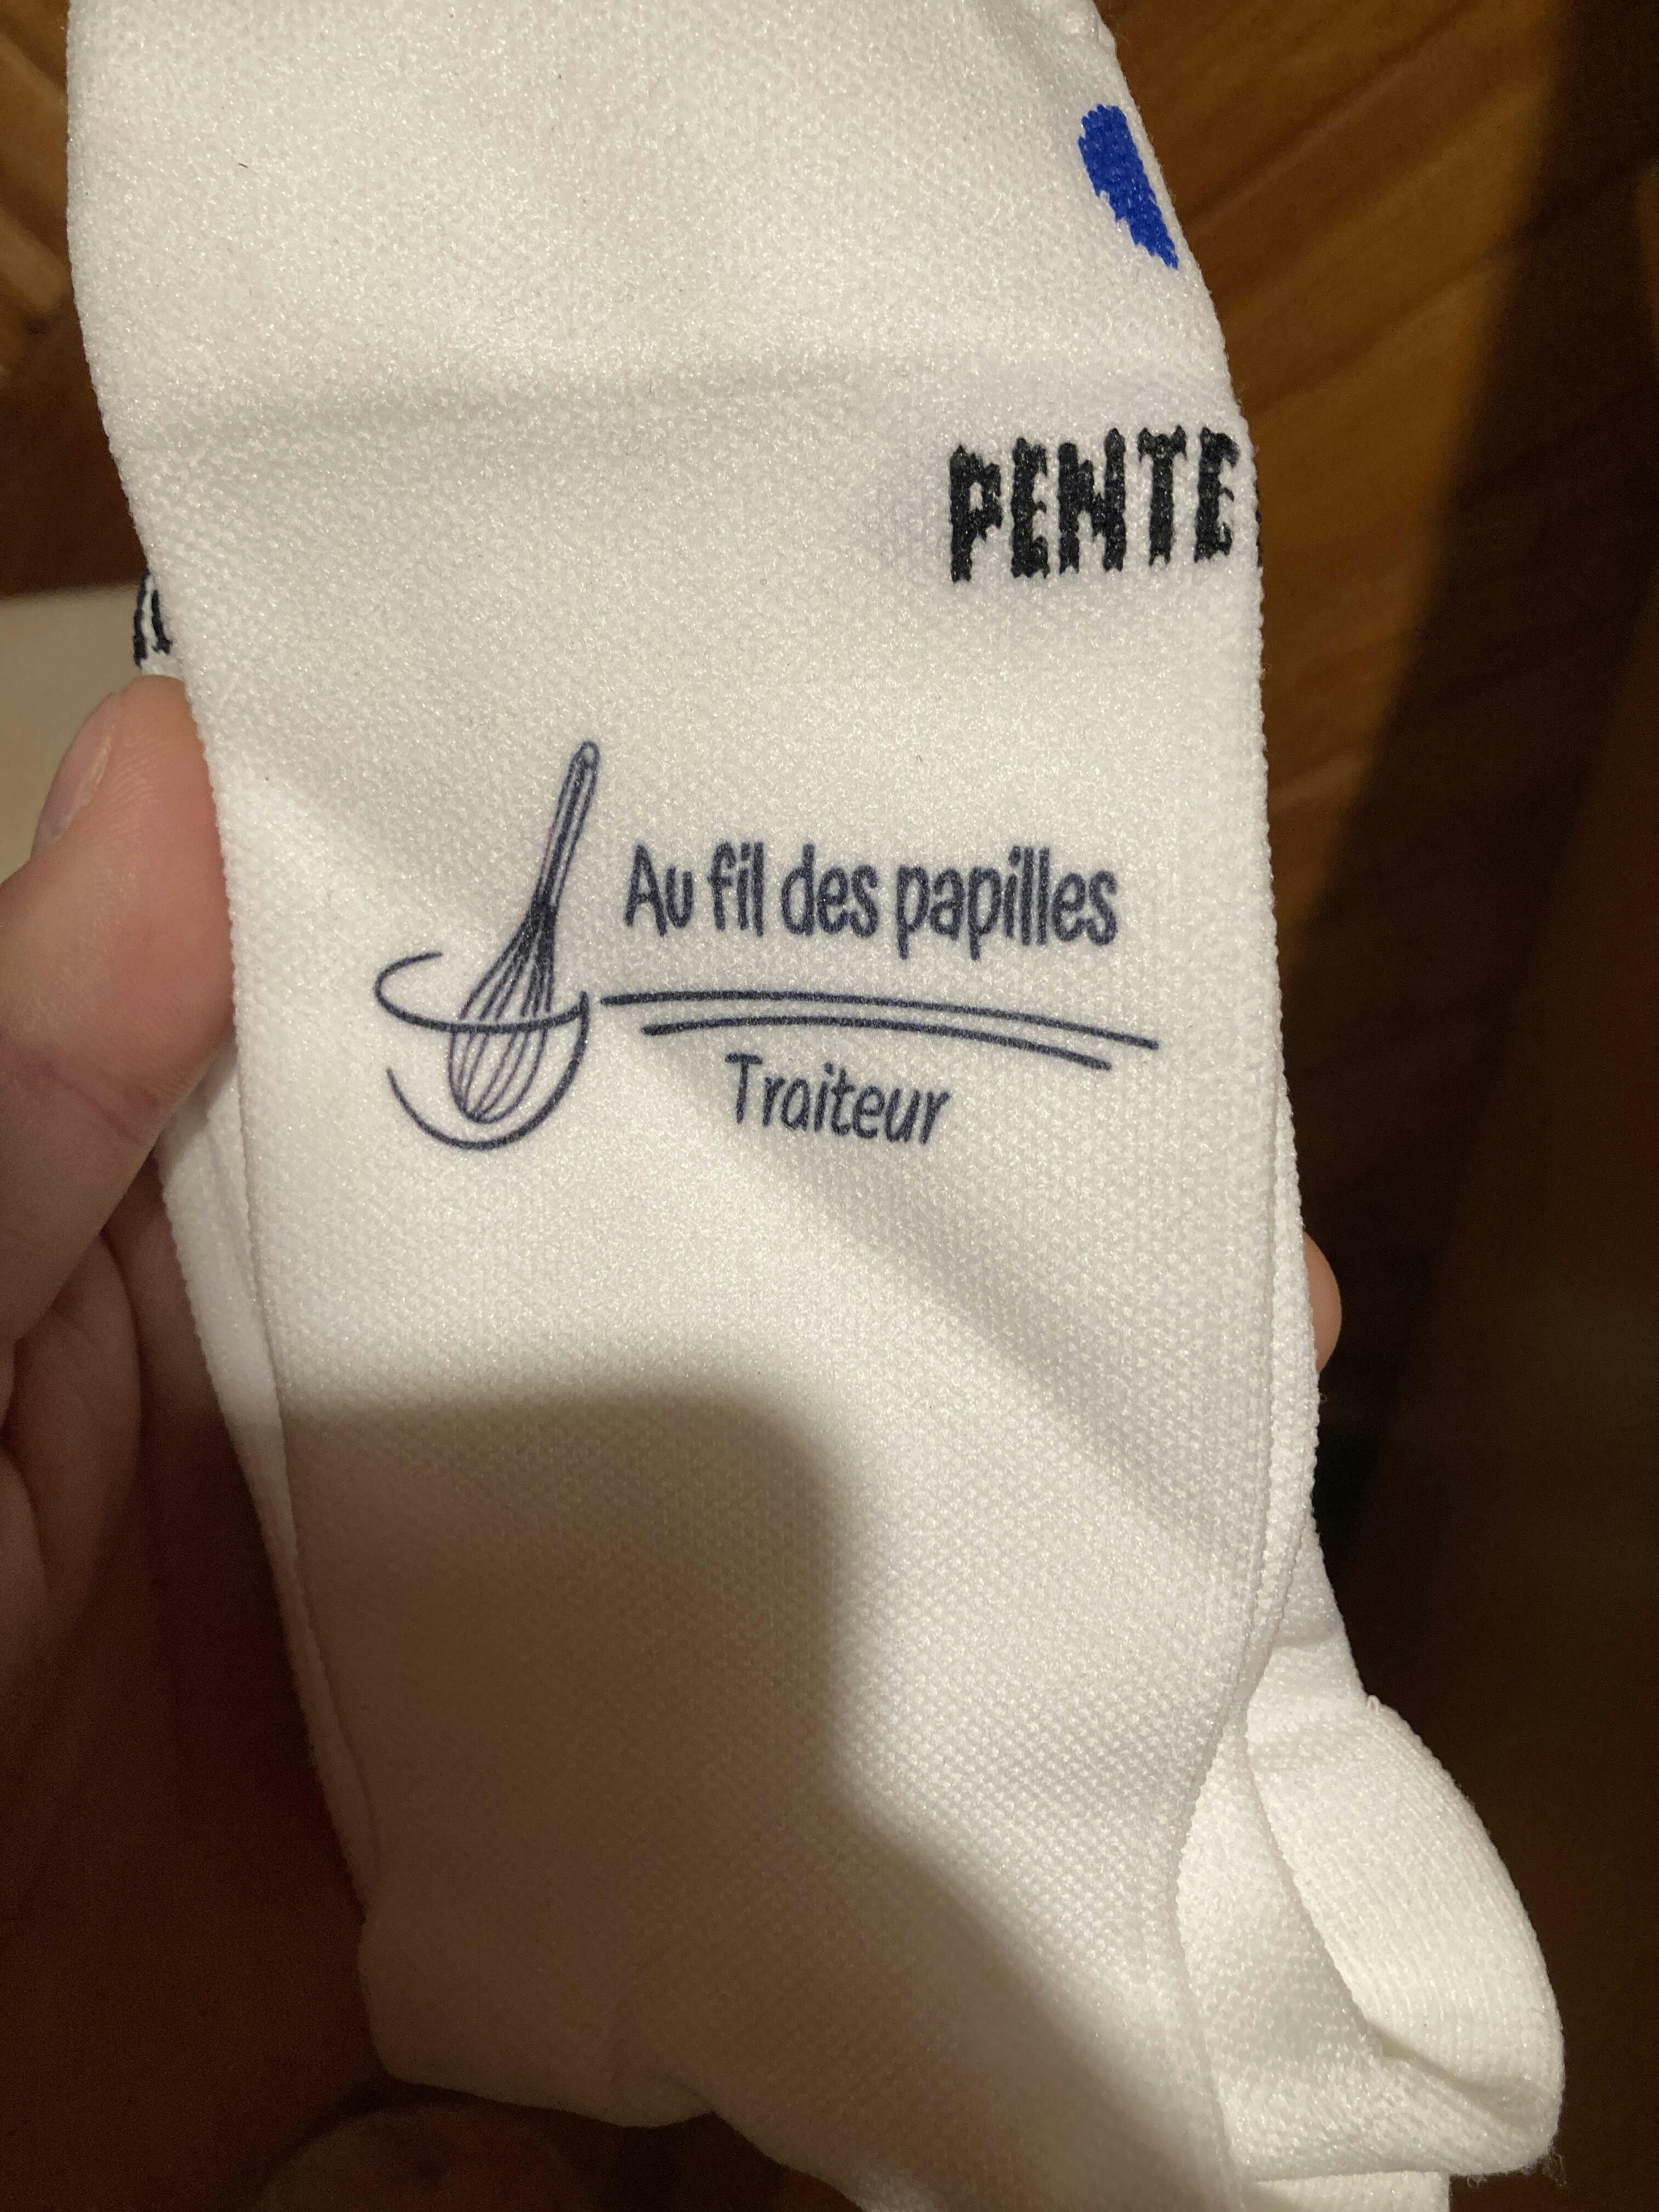 PENTE
Au fil des papilles
Traiteur